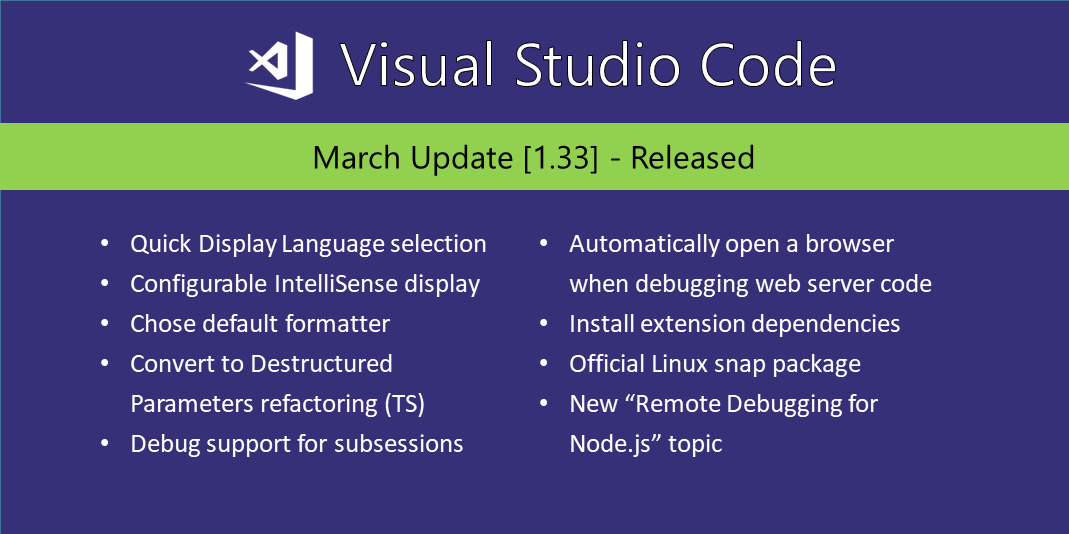 Visual Studio Code
March Update [1.33] - Released
• Quick Display Language selection
• Configurable IntelliSense display
• Chose default formatter
• Convert to Destructured
Parameters refactoring (TS)
• Debug support for subsessions
• Automatically open a browser
when debugging web server code
• Install extension dependencies
• Official Linux snap package
• New “Remote Debugging for
Node.js” topic